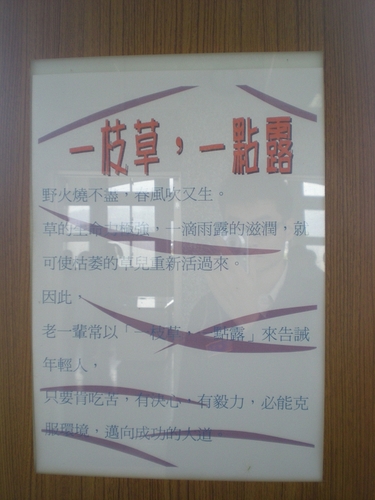 一枝草，一點露
野火燒不盡，春風吹又生。
草的生命力極強，一滴雨露的滋潤，就
可使枯萎的草兒重新活過來。
因此，
老一輩常以「一枝草，一點露」來告誡
年輕人，
只要肯吃苦，有決心，有毅力，必能克
服環境，邁向成功的大道。